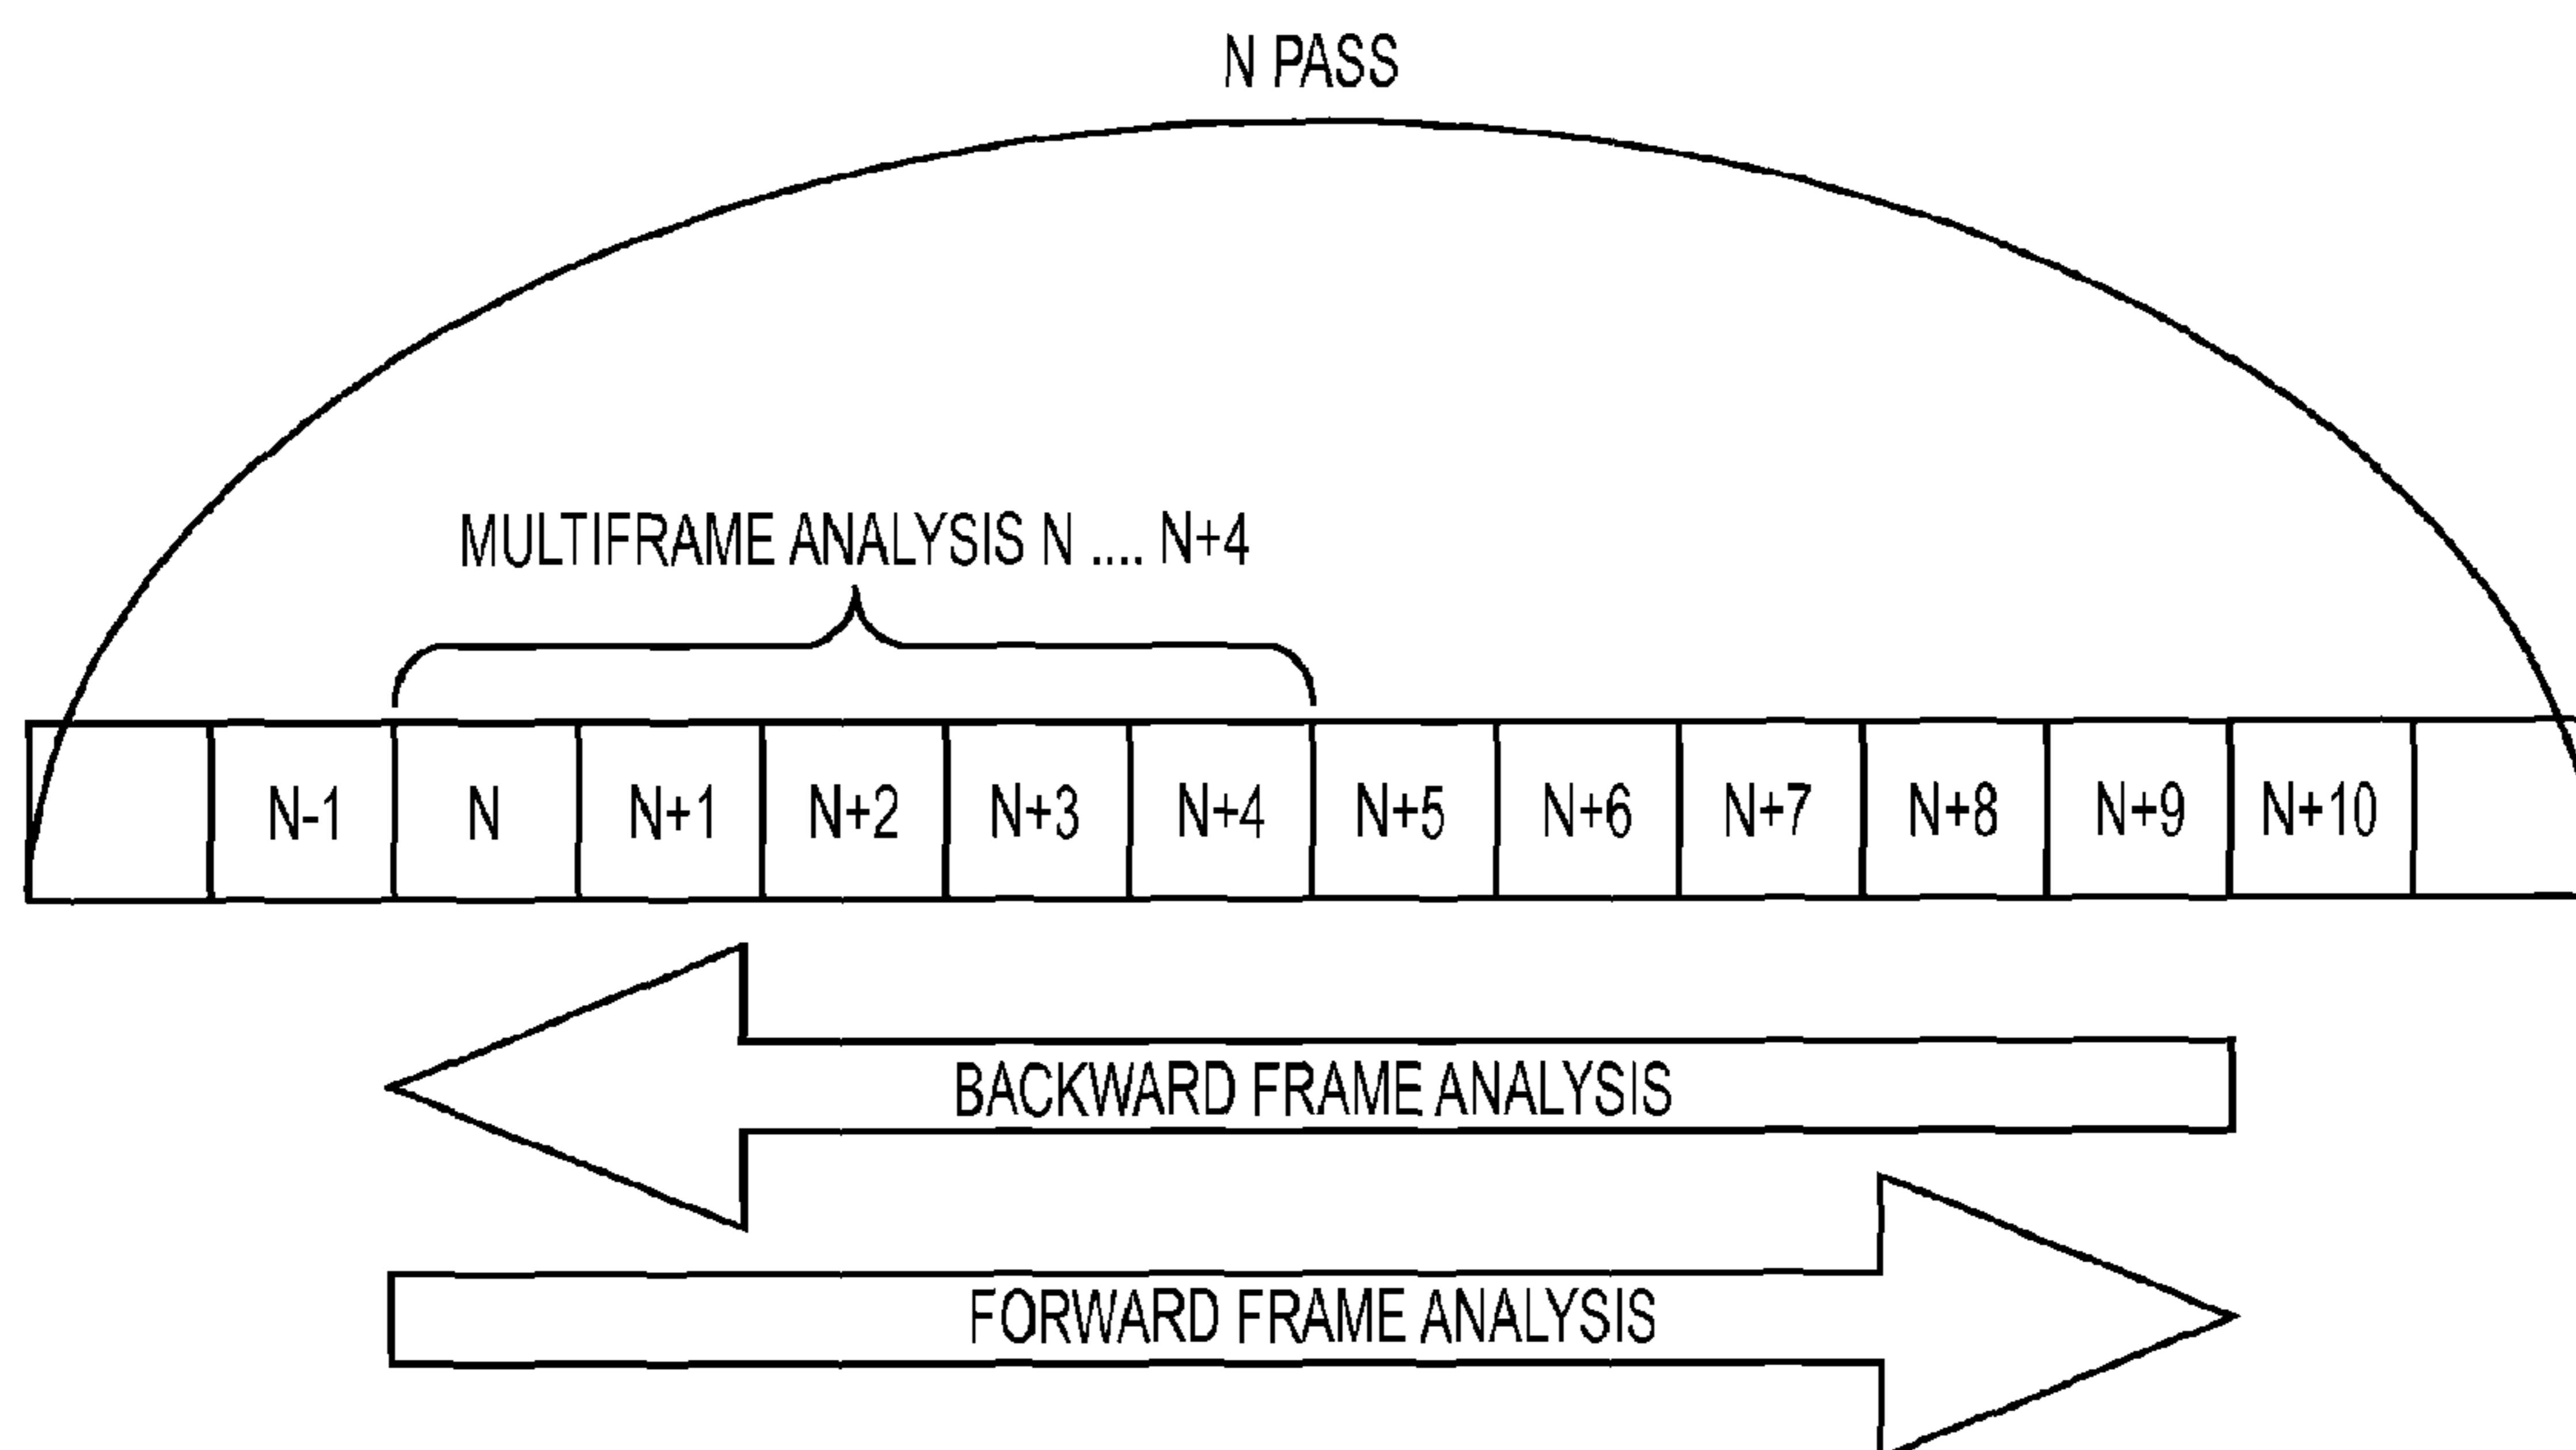 N PASS
MULTIFRAME ANALYSIS N .... N+4
N-1 N N+1 N+2 N+3 N+4 N+5 N+6 N+7 N+8 N+9 N+10
BACKWARD FRAME ANALYSIS
FORWARD FRAME ANALYSIS